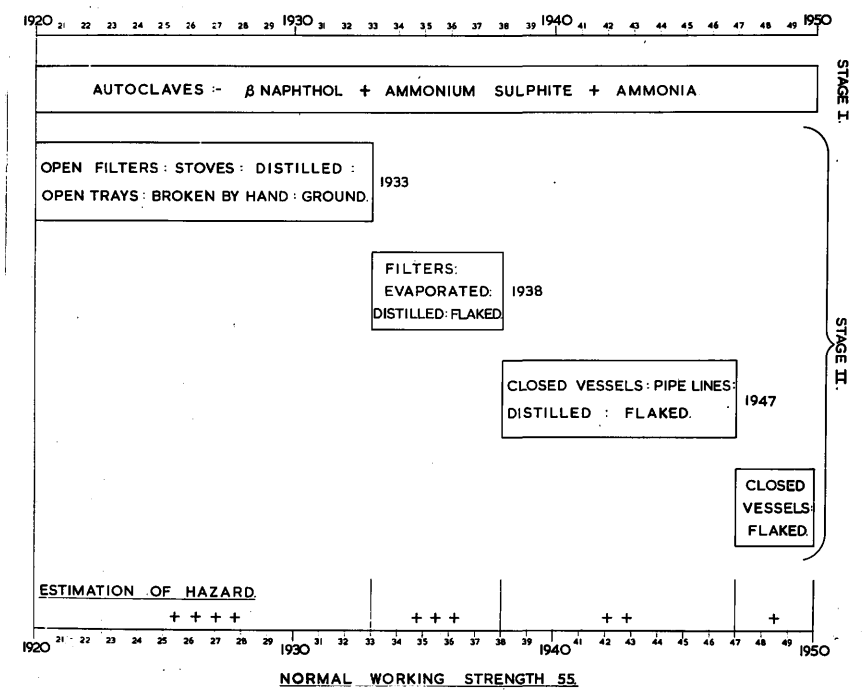 1920 21 22 23 24 25 26 27 28 29 1930 31 32 33 34 35 36 37 38 39 1940 41 42 43 44 45 46 47 48 49 1950
AUTOCLAVES :- β NAPHTHOL + AMMONIUM SULPHITE + AMMONIA
STAGE I.
OPEN FILTERS : STOVES : DISTILLED :
OPEN TRAYS : BROKEN BY HAND : GROUND.
1933
FILTERS:
EVAPORATED:
DISTILLED: FLAKED.
1938
CLOSED VESSELS : PIPE LINES:
DISTILLED : FLAKED.
1947
CLOSED
VESSELS:
FLAKED.
STAGE II.
ESTIMATION OF HAZARD.
+ + + + + + + + + +
1920 21 22 23 24 25 26 27 28 29 1930 31 32 33 34 35 36 37 38 39 1940 41 42 43 44 45 46 47 48 49 1950
NORMAL WORKING STRENGTH 55.